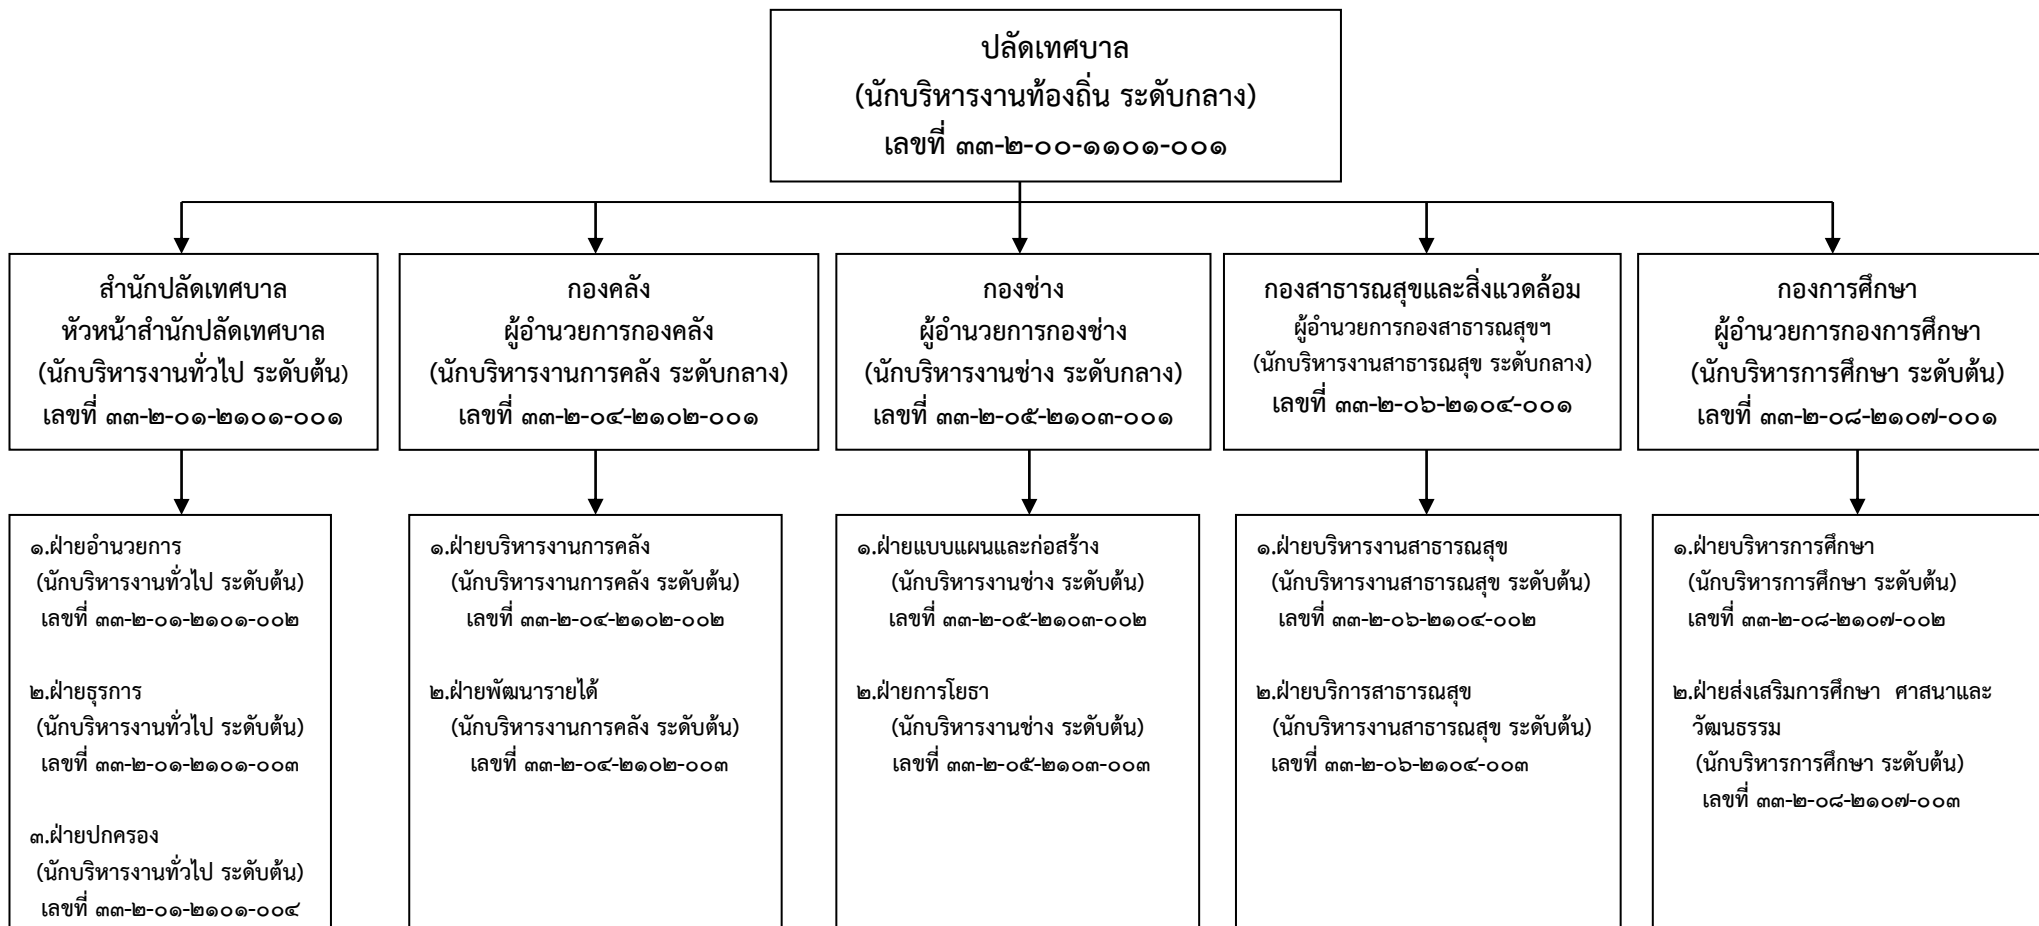 ปลัดเทศบาล
(นักบริหารงานท้องถิ่น ระดับกลาง)
เลขที่ ๓๓-๒-๐๐-๑๑๐๑-๐๐๑
สำนักปลัดเทศบาล
หัวหน้าสำนักปลัดเทศบาล
(นักบริหารงานทั่วไป ระดับต้น)
เลขที่ ๓๓-๒-๐๑-๒๑๐๑-๐๐๑
กองคลัง
ผู้อำนวยการกองคลัง
(นักบริหารงานการคลัง ระดับกลาง)
เลขที่ ๓๓-๒-๐๔-๒๑๐๒-๐๐๑
กองช่าง
ผู้อำนวยการกองช่าง
(นักบริหารงานช่าง ระดับกลาง)
เลขที่ ๓๓-๒-๐๕-๒๑๐๓-๐๐๑
กองสาธารณสุขและสิ่งแวดล้อม
ผู้อำนวยการกองสาธารณสุขฯ
(นักบริหารงานสาธารณสุข ระดับกลาง)
เลขที่ ๓๓-๒-๐๖-๒๑๐๔-๐๐๑
กองการศึกษา
ผู้อำนวยการกองการศึกษา
(นักบริหารการศึกษา ระดับต้น)
เลขที่ ๓๓-๒-๐๘-๒๑๐๗-๐๐๑
๑.ฝ่ายอำนวยการ
(นักบริหารงานทั่วไป ระดับต้น)
เลขที่ ๓๓-๒-๐๑-๒๑๐๑-๐๐๒
๒.ฝ่ายธุรการ
(นักบริหารงานทั่วไป ระดับต้น)
เลขที่ ๓๓-๒-๐๑-๒๑๐๑-๐๐๓
๓.ฝ่ายปกครอง
(นักบริหารงานทั่วไป ระดับต้น)
เลขที่ ๓๓-๒-๐๑-๒๑๐๑-๐๐๔
๑.ฝ่ายบริหารงานการคลัง
(นักบริหารงานการคลัง ระดับต้น)
เลขที่ ๓๓-๒-๐๔-๒๑๐๒-๐๐๒
๒.ฝ่ายพัฒนารายได้
(นักบริหารงานการคลัง ระดับต้น)
เลขที่ ๓๓-๒-๐๔-๒๑๐๒-๐๐๓
๑.ฝ่ายแบบแผนและก่อสร้าง
(นักบริหารงานช่าง ระดับต้น)
เลขที่ ๓๓-๒-๐๕-๒๑๐๓-๐๐๒
๒.ฝ่ายการโยธา
(นักบริหารงานช่าง ระดับต้น)
เลขที่ ๓๓-๒-๐๕-๒๑๐๓-๐๐๓
๑.ฝ่ายบริหารงานสาธารณสุข
(นักบริหารงานสาธารณสุข ระดับต้น)
เลขที่ ๓๓-๒-๐๖-๒๑๐๔-๐๐๒
๒.ฝ่ายบริการสาธารณสุข
(นักบริหารงานสาธารณสุข ระดับต้น)
เลขที่ ๓๓-๒-๐๖-๒๑๐๔-๐๐๓
๑.ฝ่ายบริหารการศึกษา
(นักบริหารการศึกษา ระดับต้น)
เลขที่ ๓๓-๒-๐๘-๒๑๐๗-๐๐๒
๒.ฝ่ายส่งเสริมการศึกษา ศาสนาและ
วัฒนธรรม
(นักบริหารการศึกษา ระดับต้น)
เลขที่ ๓๓-๒-๐๘-๒๑๐๗-๐๐๓